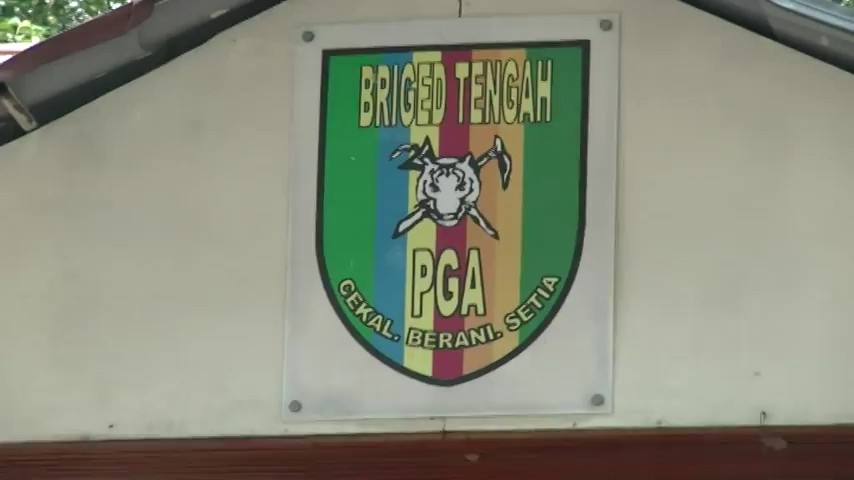 BRIGED TENGAH
PGA
CEKAL. BERANI. SETIA